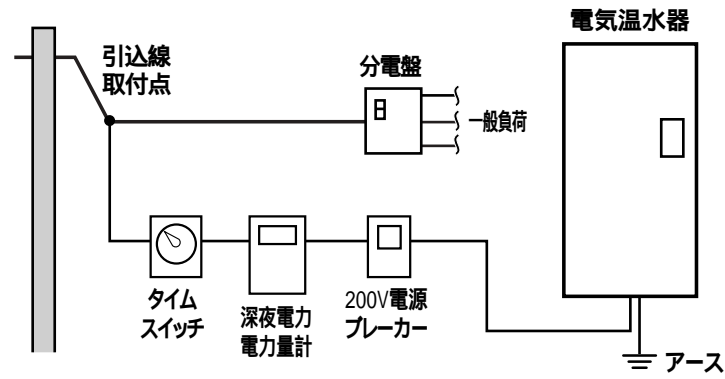 電気温水器
引込線
取付点
分電盤
一般負荷
タイム
スイッチ
深夜電力
電力量計
200V電源
ブレーカー
アース